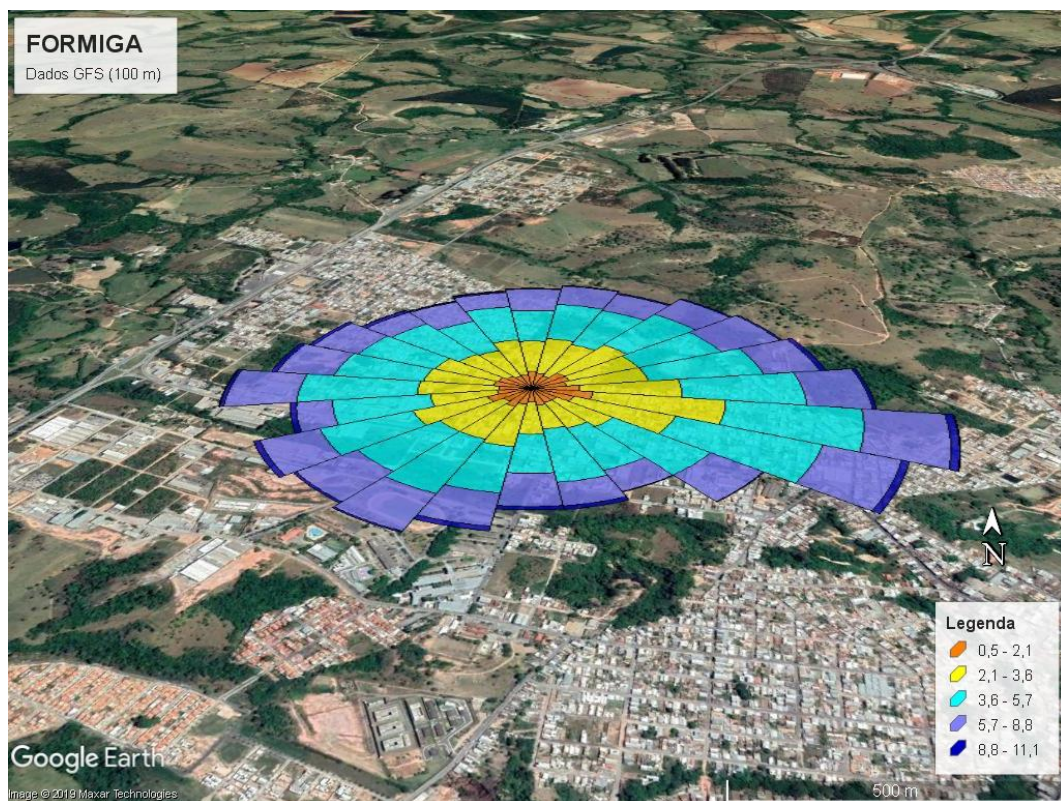 FORMIGA
Dados GFS (100 m)
N
Legenda
0,5 - 2,1
2,1 - 3,6
3,6 - 5,7
5,7 - 8,8
8,8 - 11,1
Google Earth
Image © 2019 Maxar Technologies
500 m